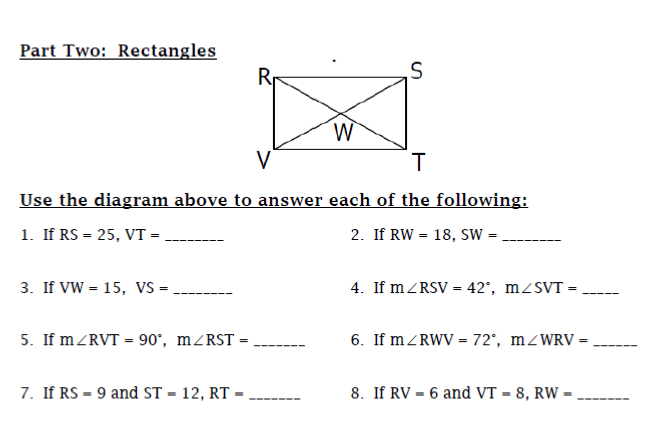 Part Two: Rectangles
R S
W
V T
Use the diagram above to answer each of the following:
1. If RS = 25, VT = ________
2. If RW = 18, SW = ________
3. If VW = 15, VS = ________
4. If m∠RSV = 42°, m∠SVT = _____
5. If m∠RVT = 90°, m∠RST = _______
6. If m∠RWV = 72°, m∠WRV = ______
7. If RS = 9 and ST = 12, RT = _______
8. If RV = 6 and VT = 8, RW = _______